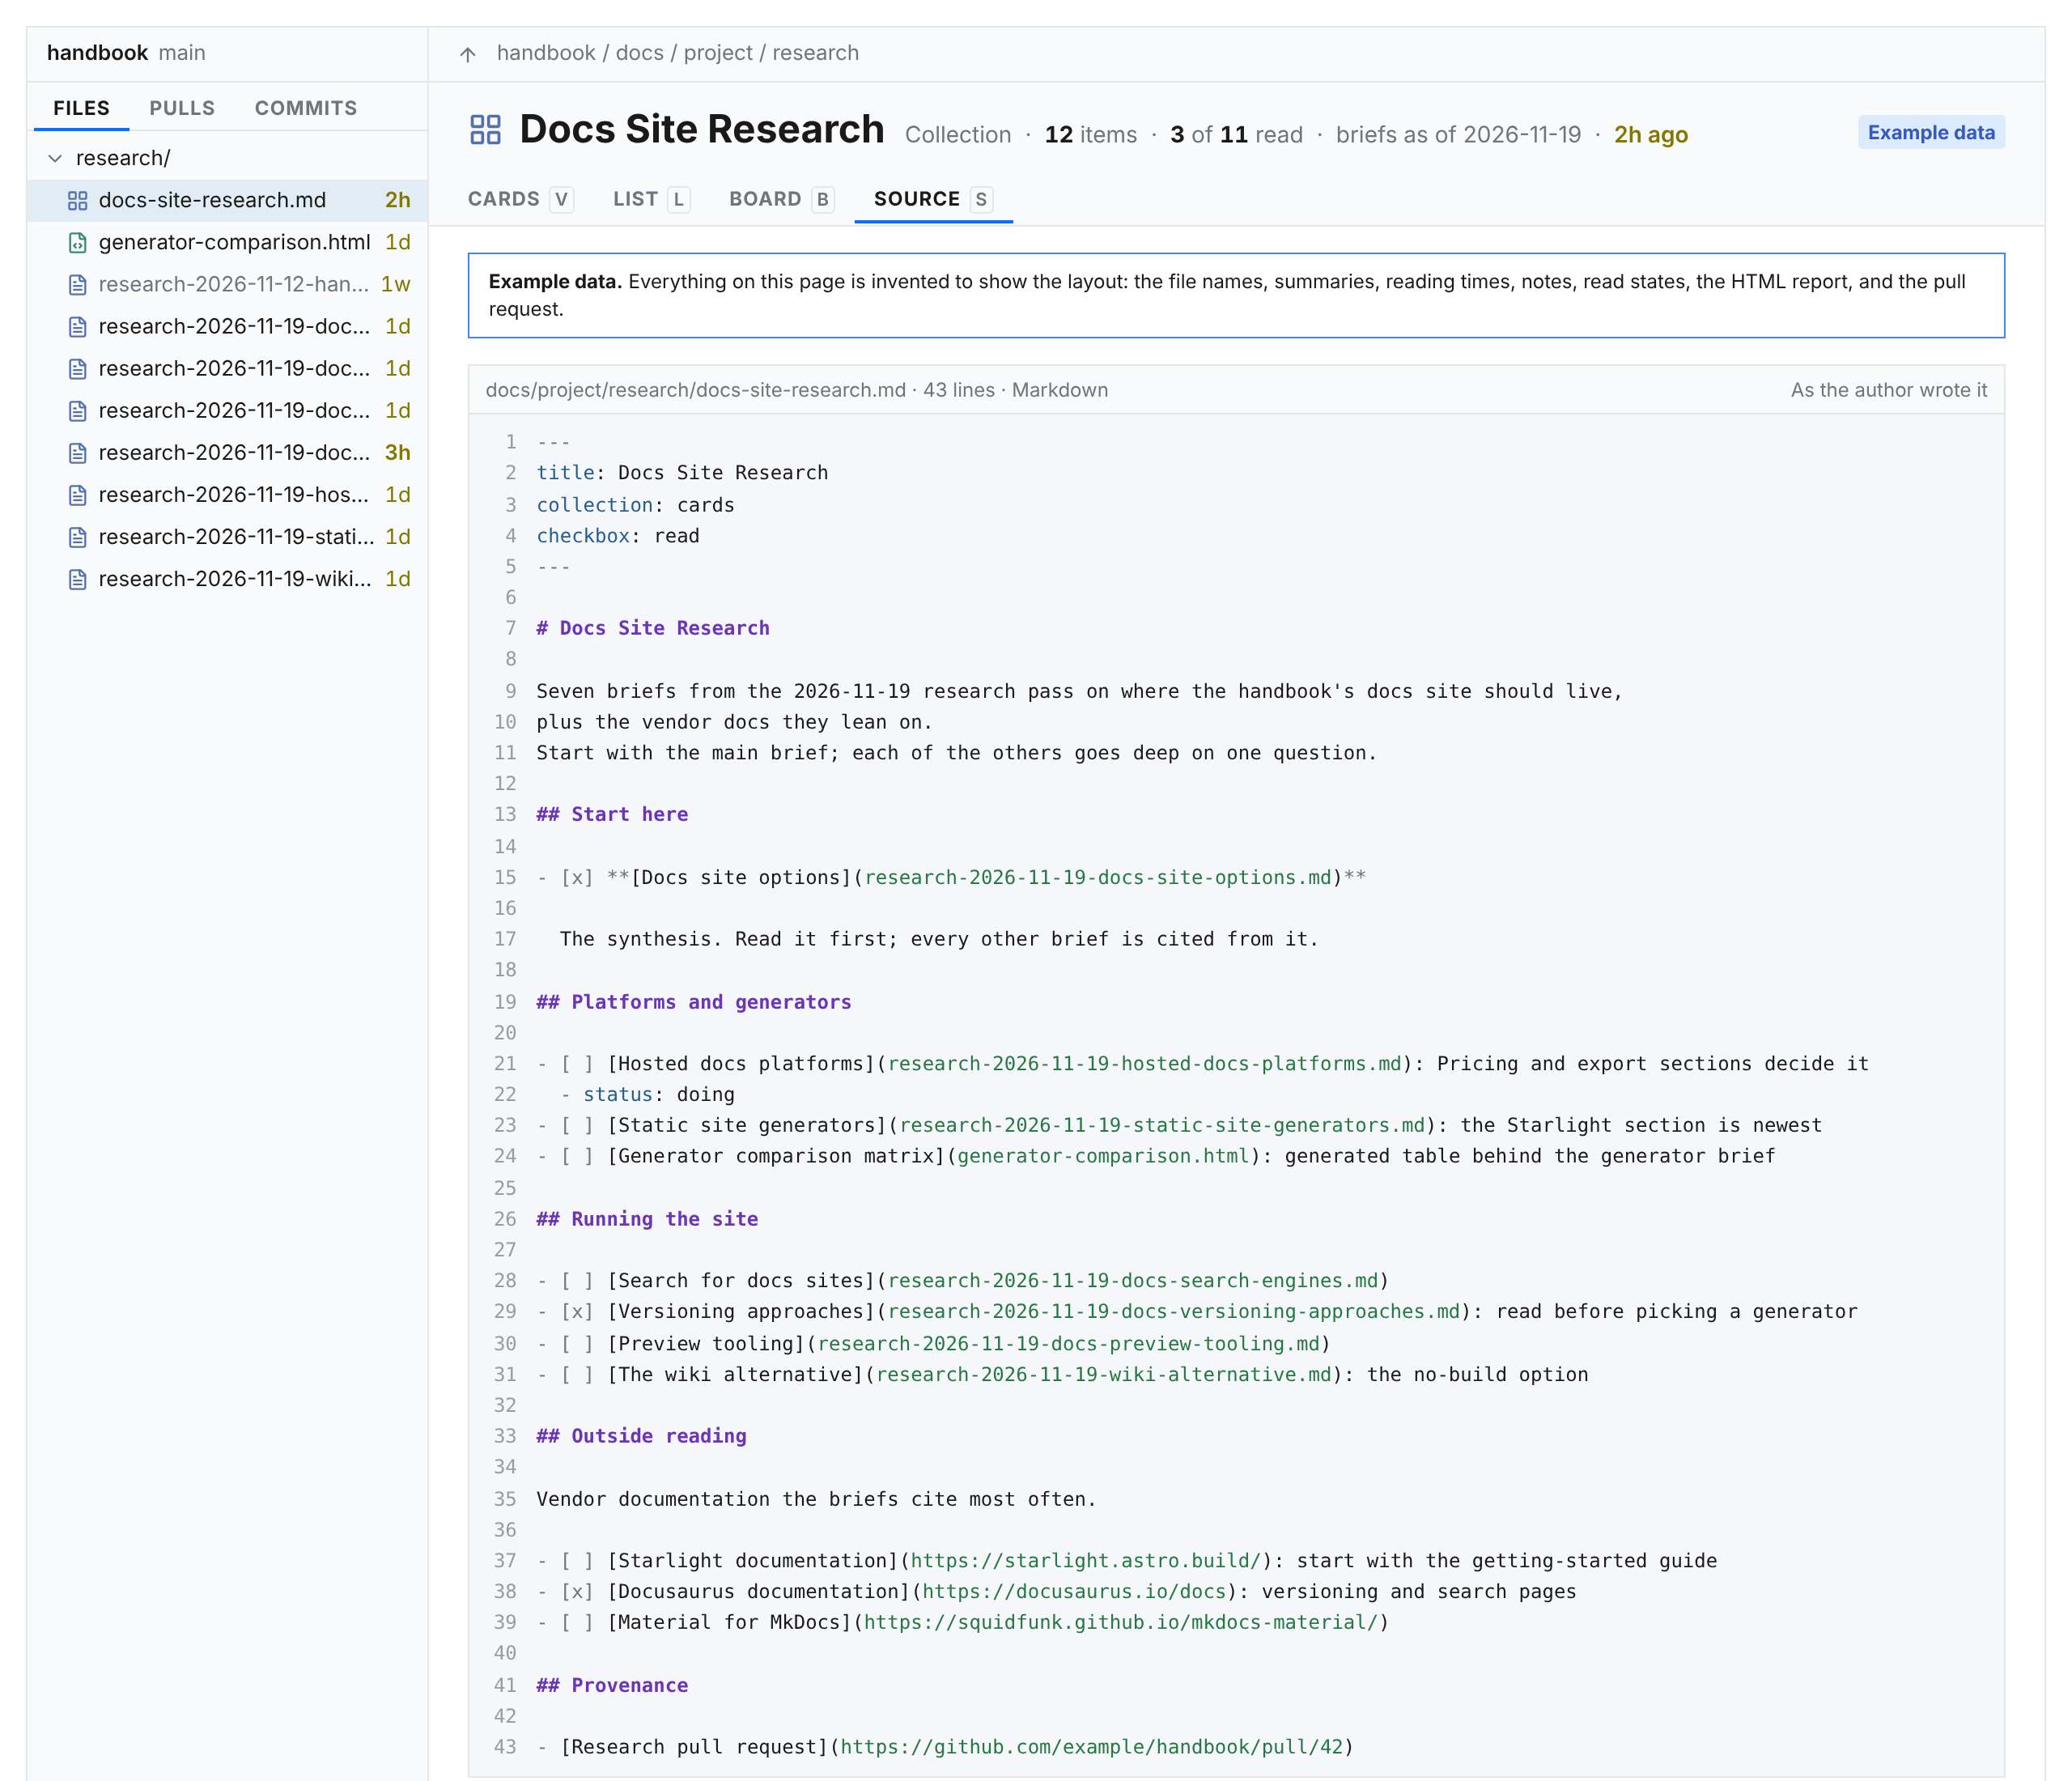 handbook main
FILES PULLS COMMITS
research/
docs-site-research.md 2h
generator-comparison.html 1d
research-2026-11-12-han... 1w
research-2026-11-19-doc... 1d
research-2026-11-19-doc... 1d
research-2026-11-19-doc... 1d
research-2026-11-19-doc... 3h
research-2026-11-19-hos... 1d
research-2026-11-19-stati... 1d
research-2026-11-19-wiki... 1d
handbook / docs / project / research
Docs Site Research Collection · 12 items · 3 of 11 read · briefs as of 2026-11-19 · 2h ago Example data
CARDS V LIST L BOARD B SOURCE S
Example data. Everything on this page is invented to show the layout: the file names, summaries, reading times, notes, read states, the HTML report, and the pull
request.
docs/project/research/docs-site-research.md · 43 lines · Markdown As the author wrote it
1 ---
2 title: Docs Site Research
3 collection: cards
4 checkbox: read
5 ---
6
7 # Docs Site Research
8
9 Seven briefs from the 2026-11-19 research pass on where the handbook's docs site should live,
10 plus the vendor docs they lean on.
11 Start with the main brief; each of the others goes deep on one question.
12
13 ## Start here
14
15 - [x] **[Docs site options](research-2026-11-19-docs-site-options.md)**
16
17 The synthesis. Read it first; every other brief is cited from it.
18
19 ## Platforms and generators
20
21 - [ ] [Hosted docs platforms](research-2026-11-19-hosted-docs-platforms.md): Pricing and export sections decide it
22 - status: doing
23 - [ ] [Static site generators](research-2026-11-19-static-site-generators.md): the Starlight section is newest
24 - [ ] [Generator comparison matrix](generator-comparison.html): generated table behind the generator brief
25
26 ## Running the site
27
28 - [ ] [Search for docs sites](research-2026-11-19-docs-search-engines.md)
29 - [x] [Versioning approaches](research-2026-11-19-docs-versioning-approaches.md): read before picking a generator
30 - [ ] [Preview tooling](research-2026-11-19-docs-preview-tooling.md)
31 - [ ] [The wiki alternative](research-2026-11-19-wiki-alternative.md): the no-build option
32
33 ## Outside reading
34
35 Vendor documentation the briefs cite most often.
36
37 - [ ] [Starlight documentation](https://starlight.astro.build/): start with the getting-started guide
38 - [x] [Docusaurus documentation](https://docusaurus.io/docs): versioning and search pages
39 - [ ] [Material for MkDocs](https://squidfunk.github.io/mkdocs-material/)
40
41 ## Provenance
42
43 - [Research pull request](https://github.com/example/handbook/pull/42)